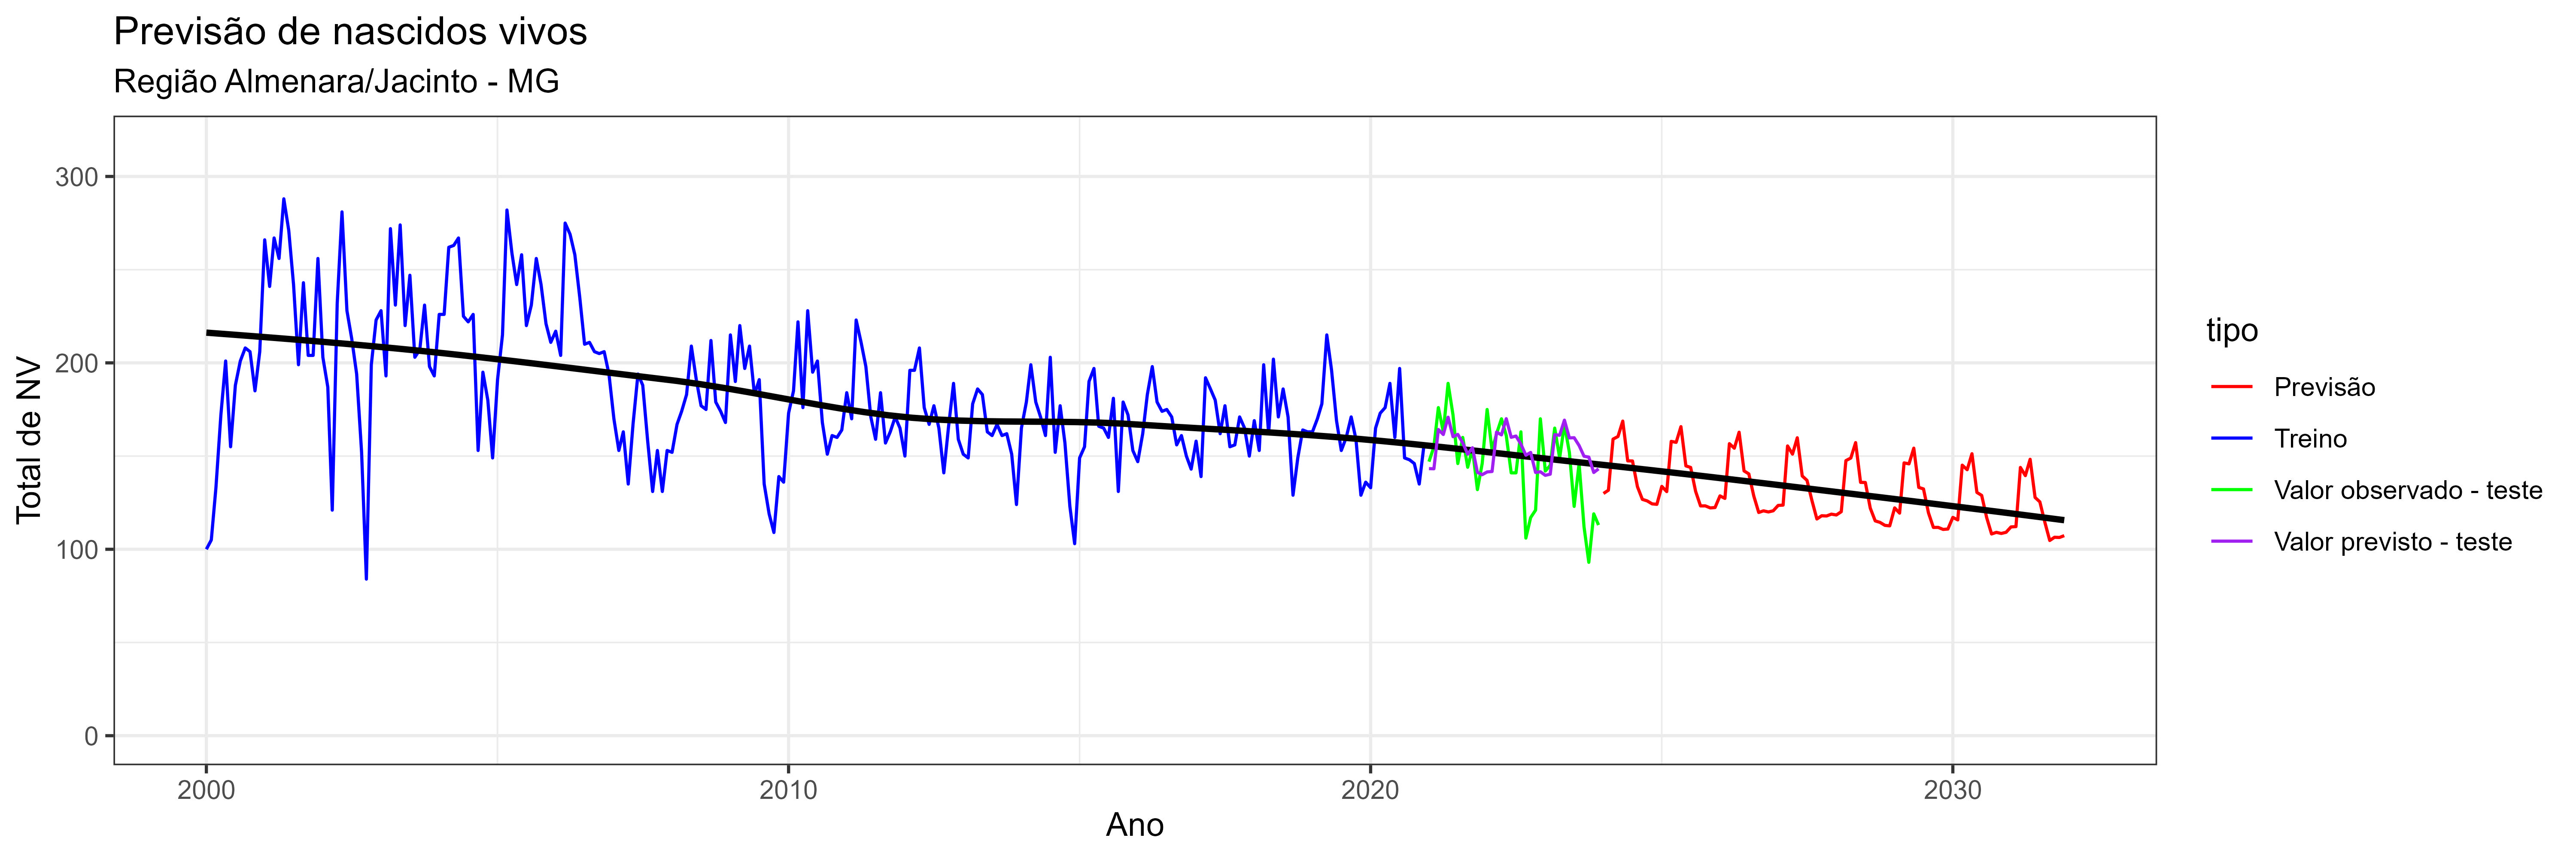 Previsão de nascidos vivos
Região Almenara/Jacinto - MG
Total de NV
300
200
100
0
2000
2010
2020
2030
Ano
tipo
Previsão
Treino
Valor observado - teste
Valor previsto - teste